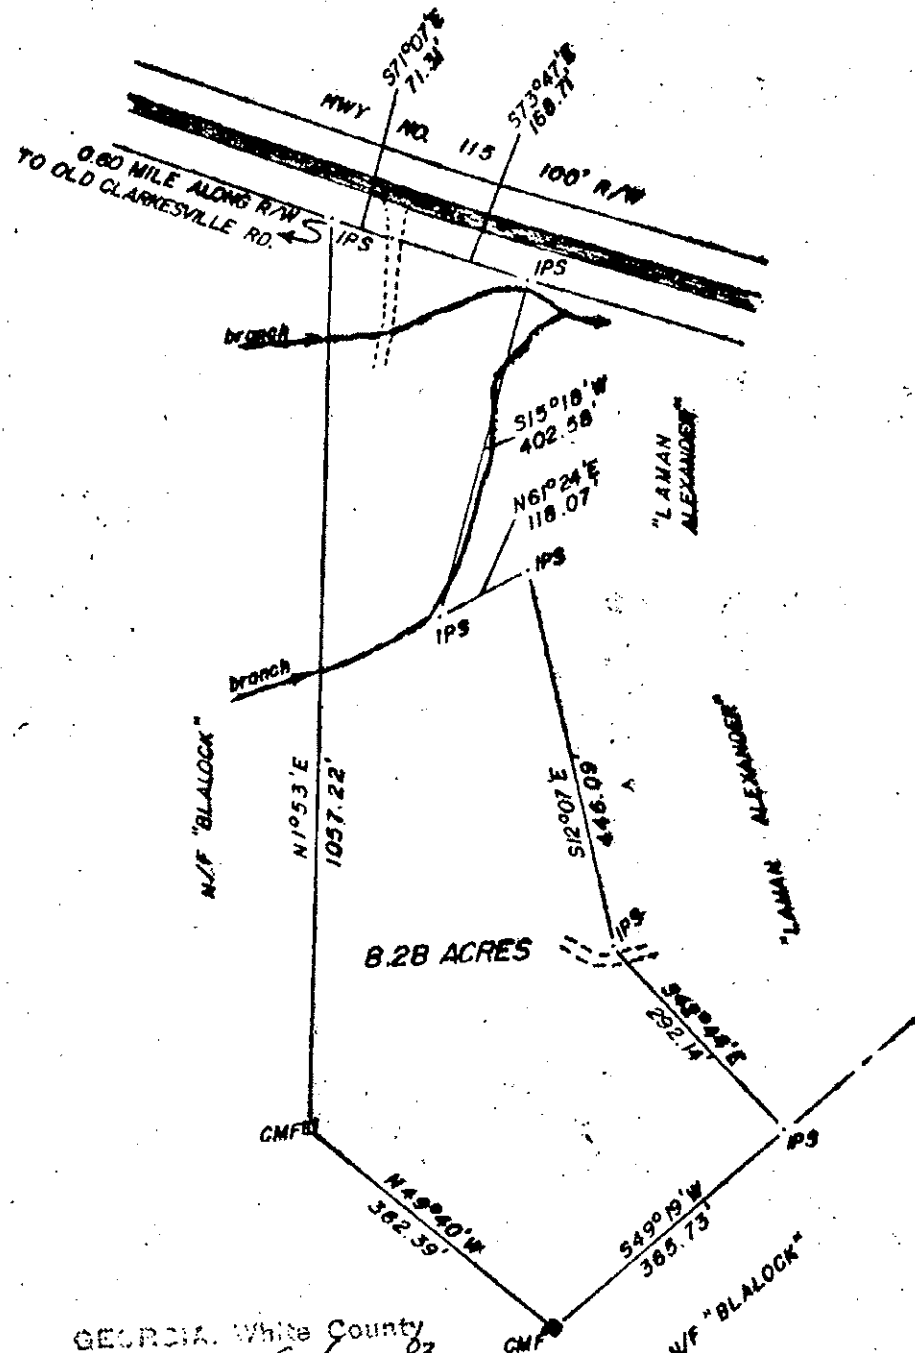 S71°07'E
71.31'
S73°47'E
168.71'
HWY NO. 115 100' R/W
0.60 MILE ALONG R/W
TO OLD CLARKESVILLE RD.
IPS
IPS
branch
S15°18'W
402.58'
N61°24'E
118.07'
"LAMAN
ALEXANDER"
IPS
IPS
branch
N/F "BLALOCK"
N1°53'E
1057.22'
S12°07'E
446.09'
"LAMAN ALEXANDER"
8.28 ACRES
IPS
S43°44'E
292.14'
CMF
IPS
N49°40'W
382.39'
S49°19'W
385.73'
N/F "BLALOCK"
CMF
GEORGIA, White County